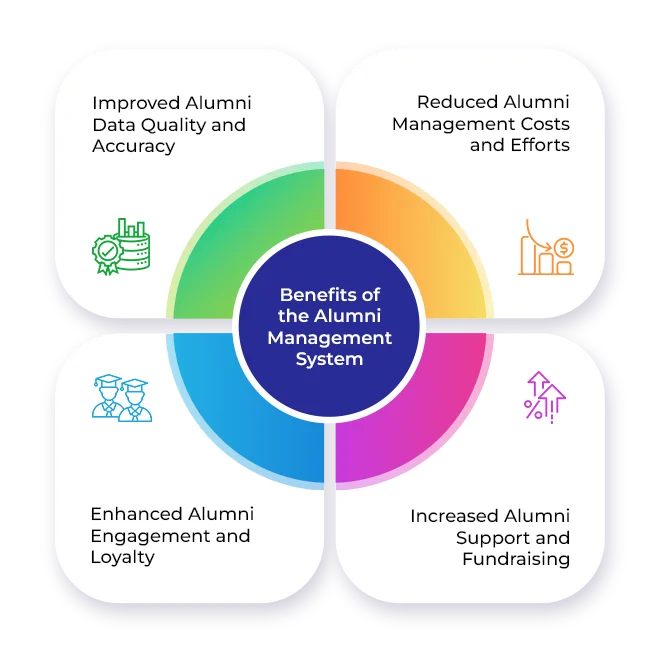 Improved Alumni
Data Quality and
Accuracy
Reduced Alumni
Management Costs
and Efforts
$
Benefits of
the Alumni
Management
System
%
Enhanced Alumni
Engagement and
Loyalty
Increased Alumni
Support and
Fundraising